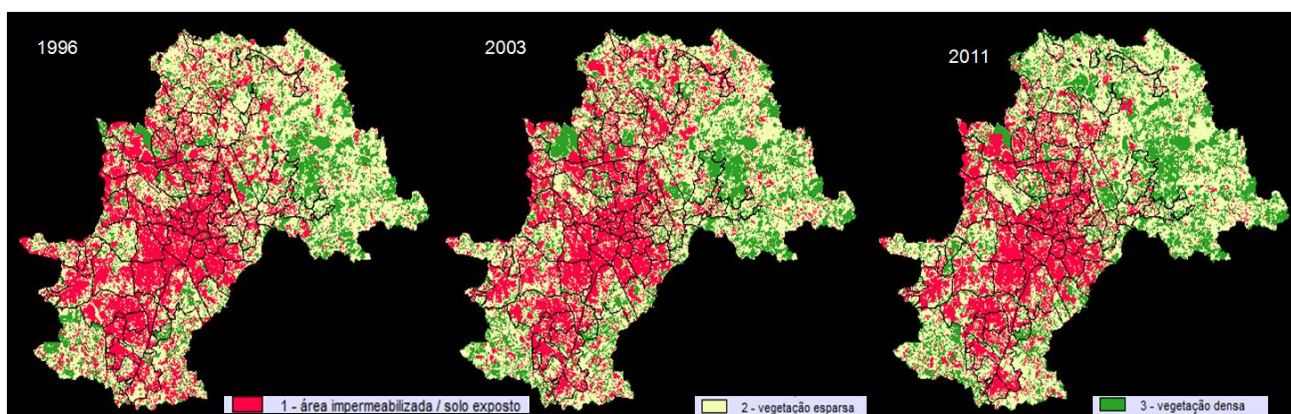 1996
2003
2011
1 - área impermeabilizada / solo exposto
2 - vegetação esparsa
3 - vegetação densa